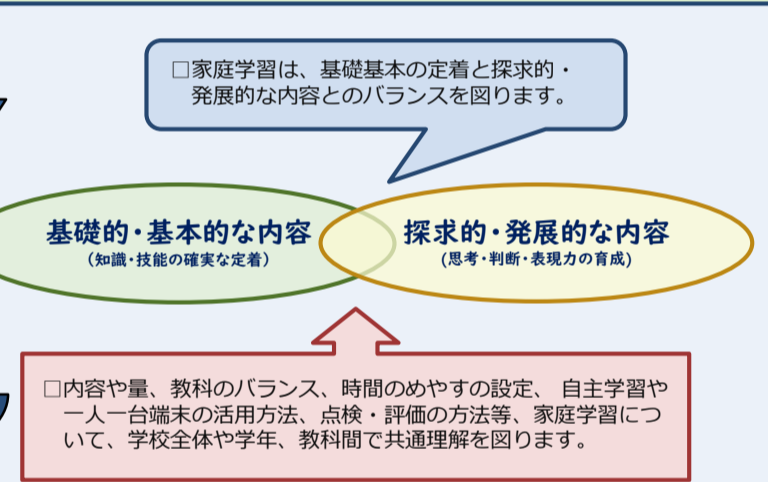 □家庭学習は、基礎基本の定着と探求的・
発展的な内容とのバランスを図ります。
基礎的・基本的な内容
（知識・技能の確実な定着）
探求的・発展的な内容
(思考・判断・表現力の育成)
□内容や量、教科のバランス、時間のめやすの設定、 自主学習や
一人一台端末の活用方法、点検・評価の方法等、家庭学習につ
いて、学校全体や学年、教科間で共通理解を図ります。